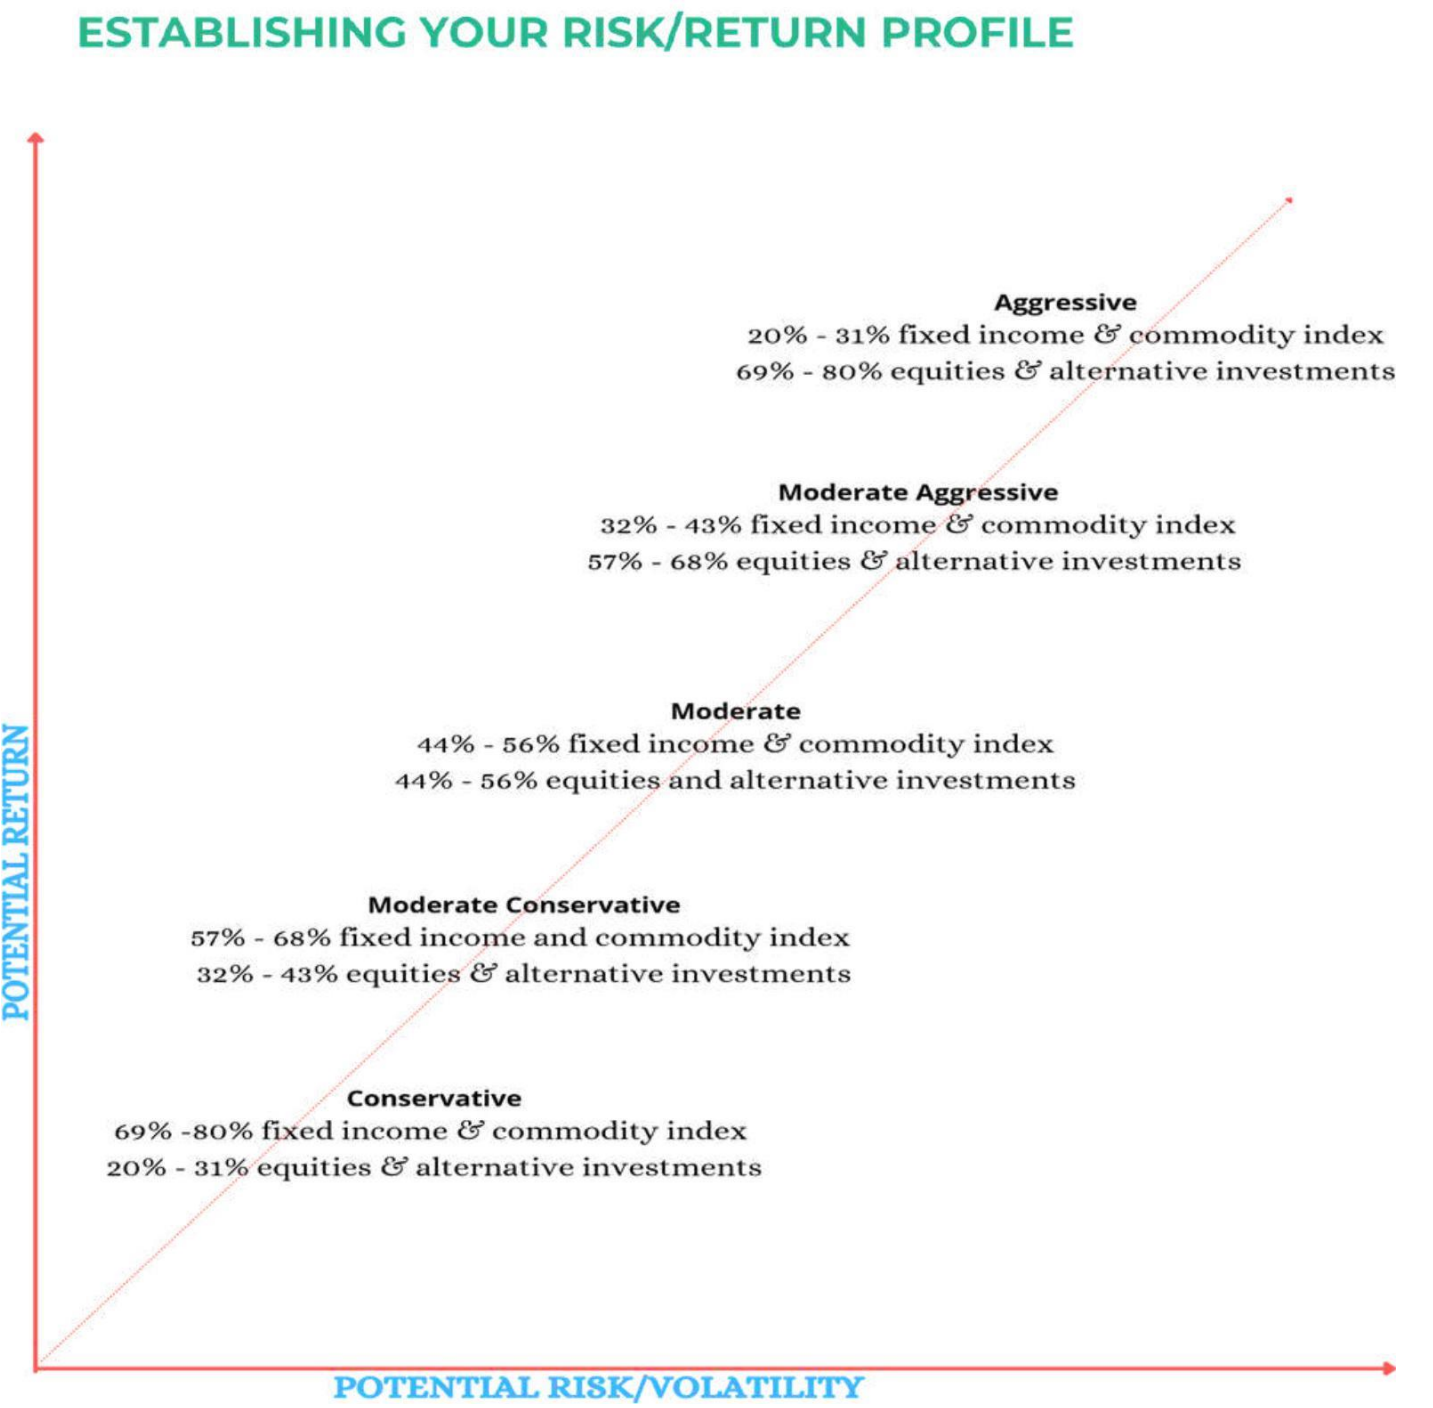 ESTABLISHING YOUR RISK/RETURN PROFILE
Aggressive
20% - 31% fixed income & commodity index
69% - 80% equities & alternative investments
Moderate Aggressive
32% - 43% fixed income & commodity index
57% - 68% equities & alternative investments
Moderate
44% - 56% fixed income & commodity index
44% - 56% equities and alternative investments
Moderate Conservative
57% - 68% fixed income and commodity index
32% - 43% equities & alternative investments
Conservative
69% -80% fixed income & commodity index
20% - 31% equities & alternative investments
POTENTIAL RETURN
POTENTIAL RISK/VOLATILITY